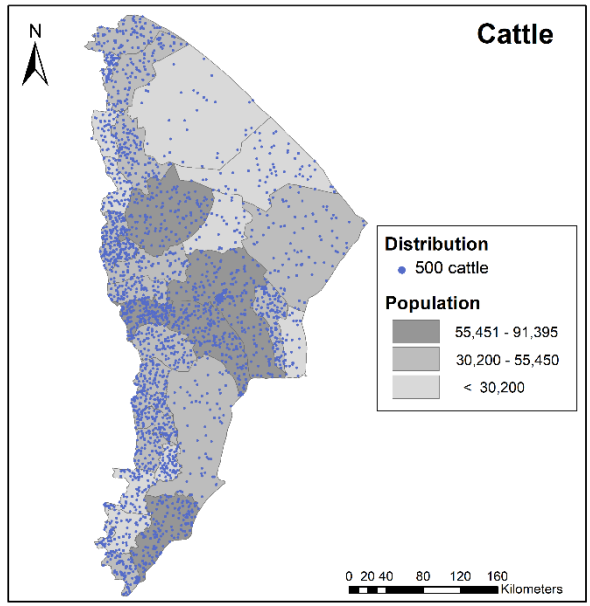 Cattle
N
Distribution
500 cattle
Population
55,451 - 91,395
30,200 - 55,450
< 30,200
0 20 40 80 120 160
Kilometers